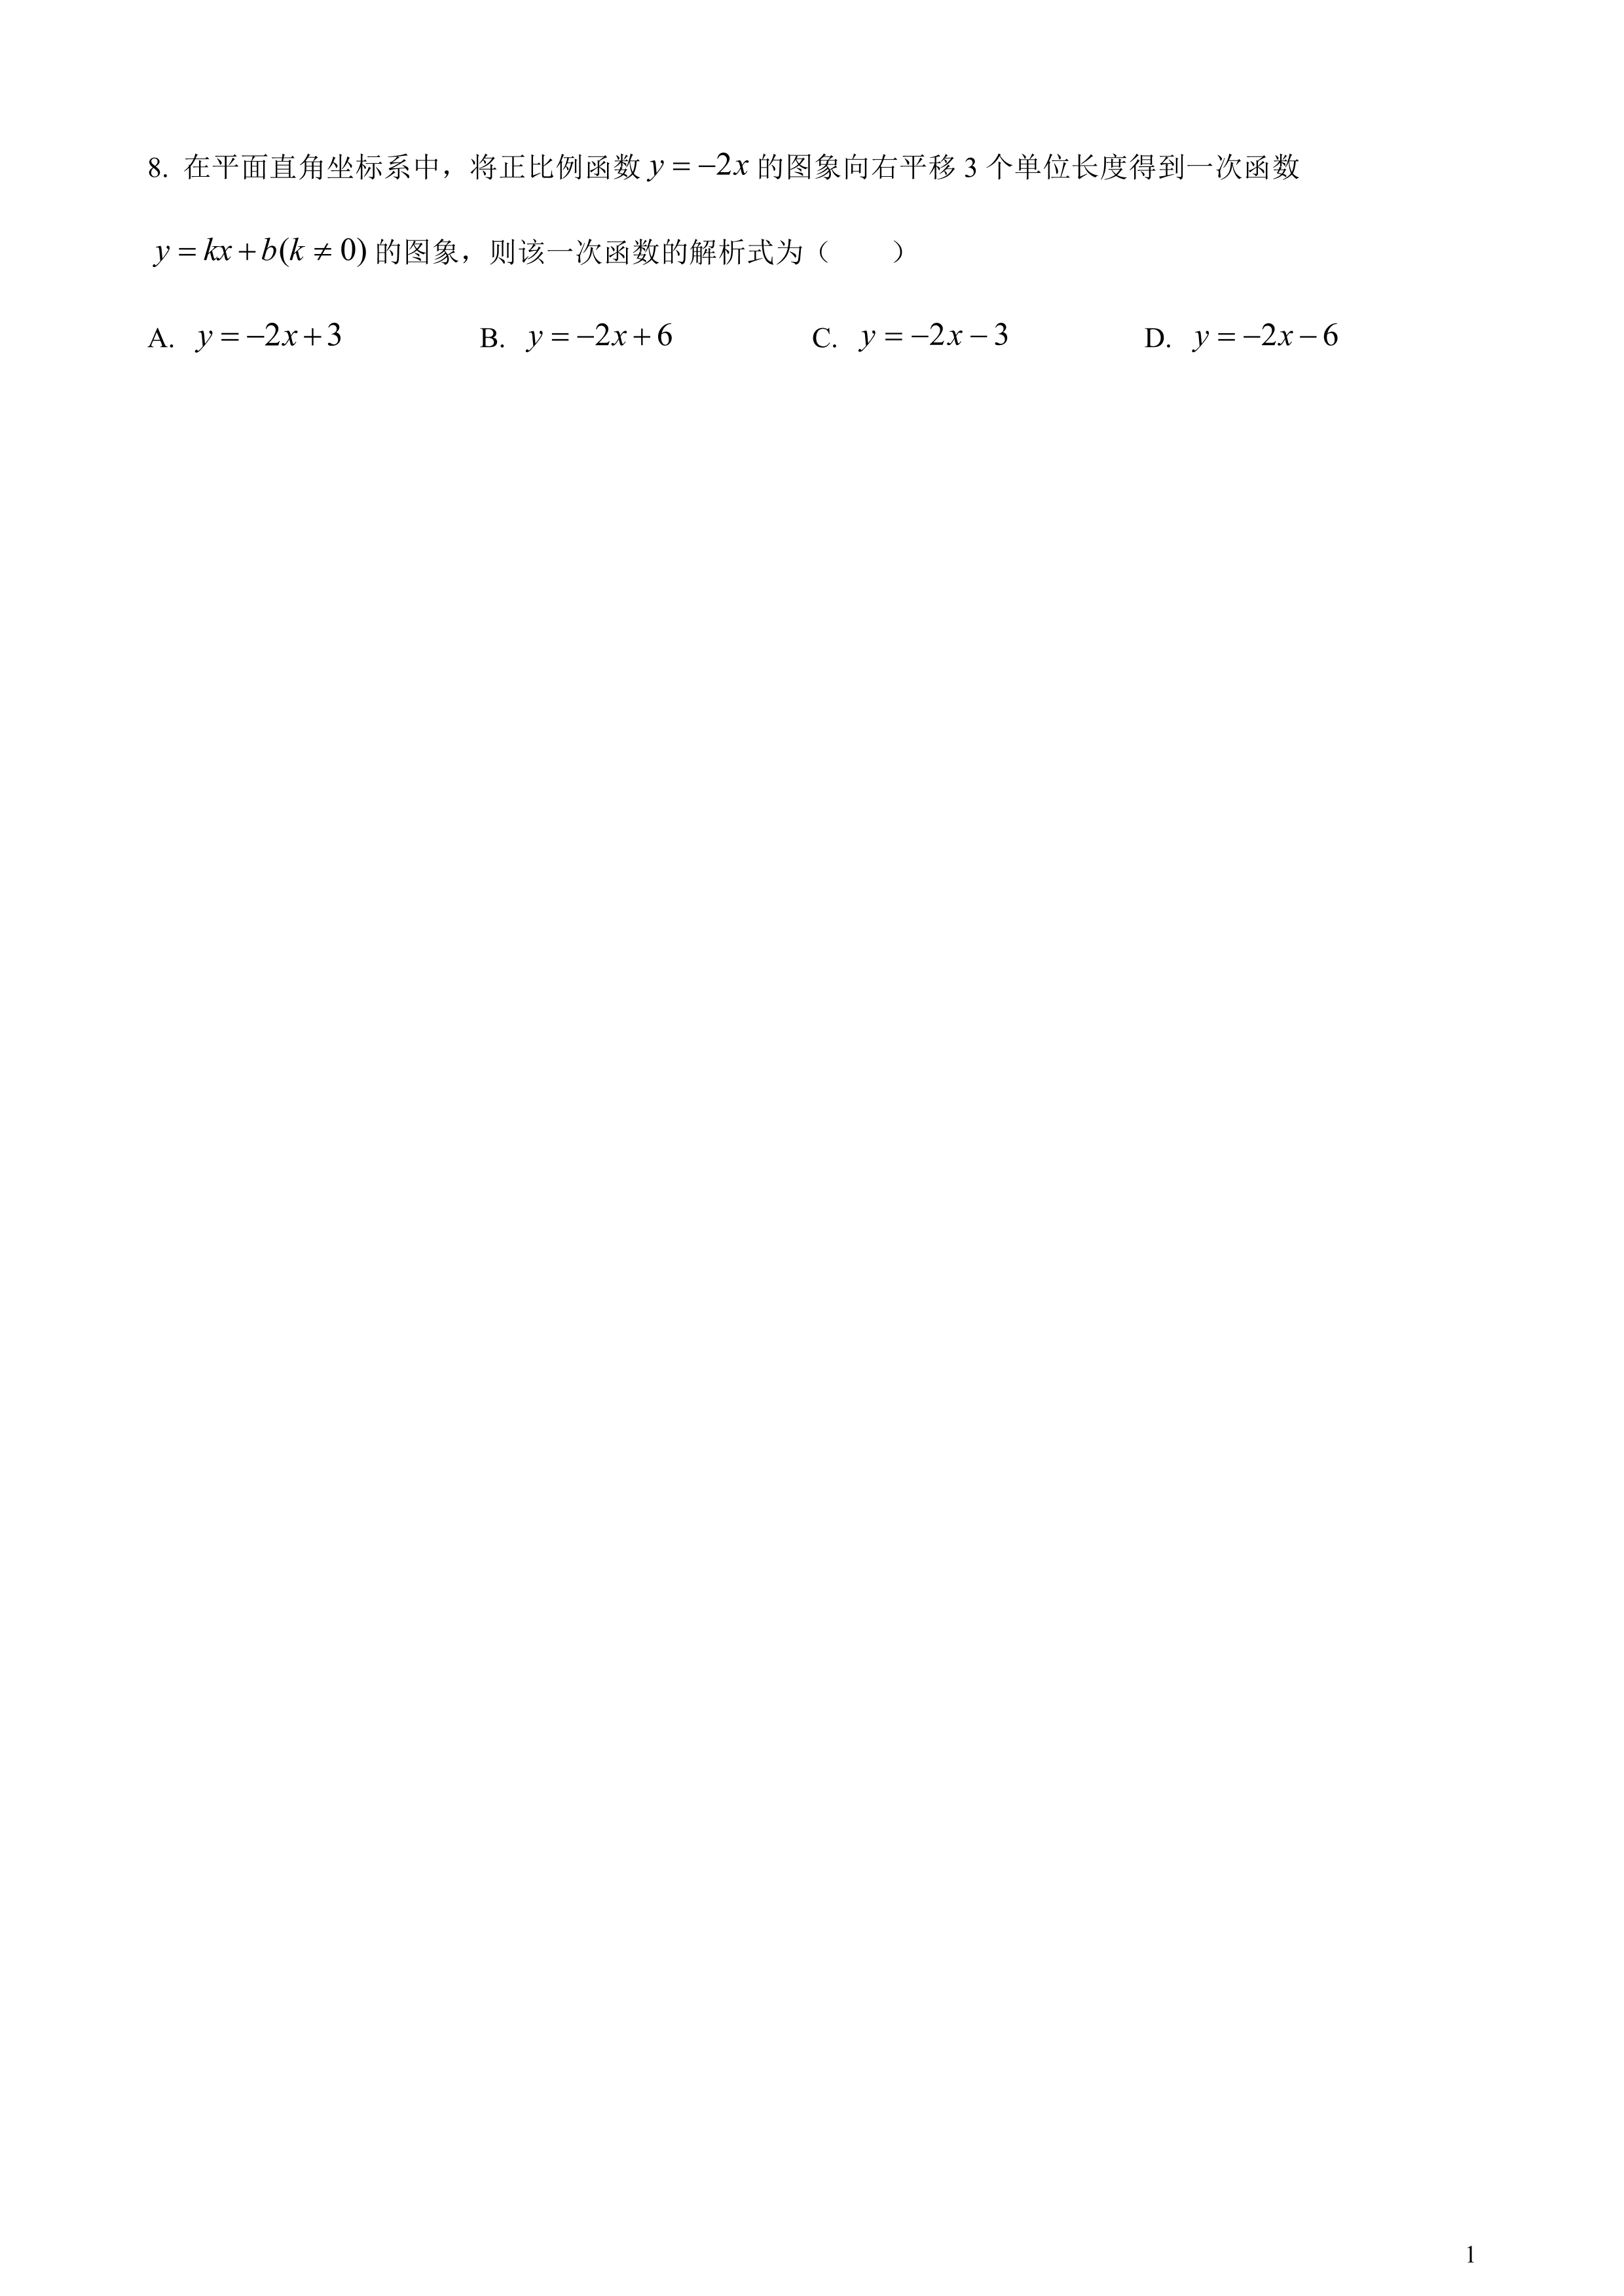 8. 在平面直角坐标系中，将正比例函数 y = −2x 的图象向右平移 3 个单位长度得到一次函数
y = kx + b(k ≠ 0) 的图象，则该一次函数的解析式为（　　）
A. y = −2x + 3　　B. y = −2x + 6　　C. y = −2x − 3　　D. y = −2x − 6
1